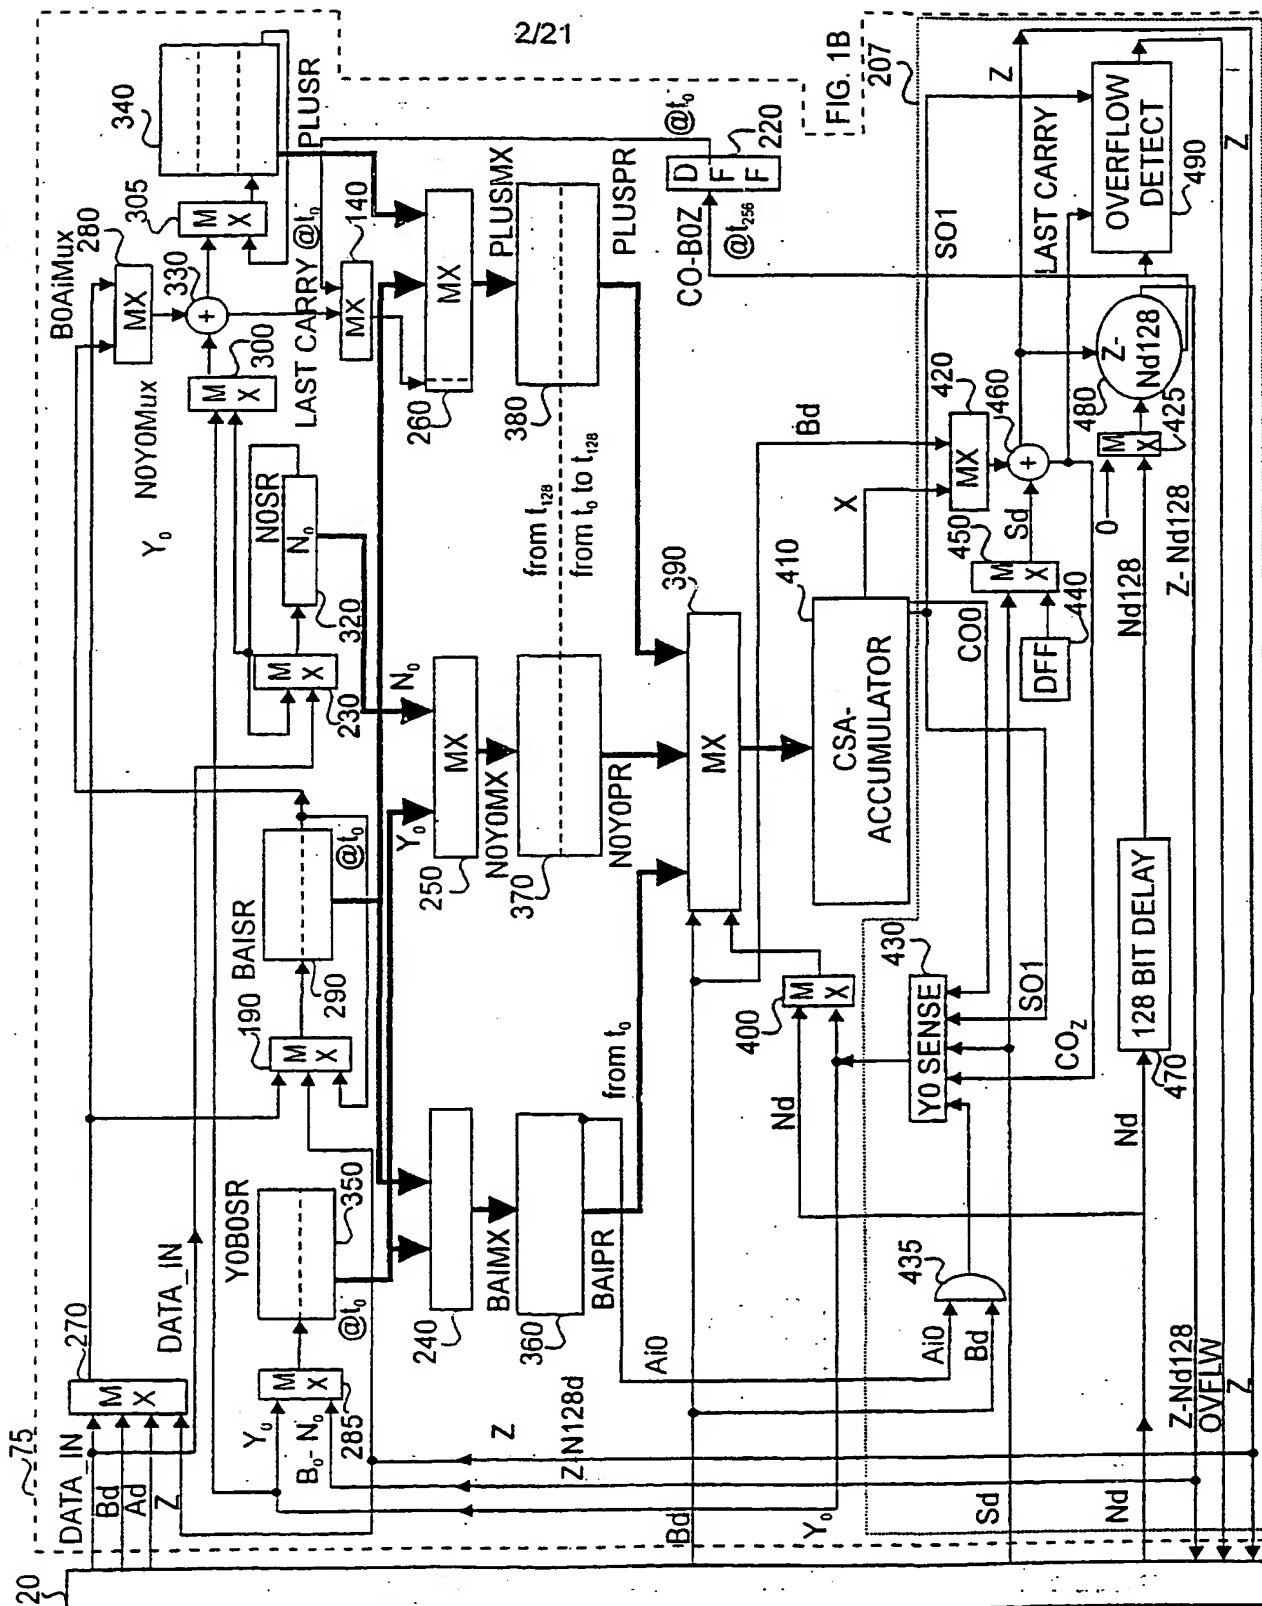 2/21
75
20
DATA_IN
Bd
Ad
Z
270
M
X
DATA_IN
Y0
B0- N0
M
X
285
Y0B0SR
350
@t0
190
M
X
BAISR
290
@t0
Y0
N0Y0Mux
B0AiMux
280
MX
330
+
305
M
X
340
PLUSR
300
M
X
N0SR
N0
320
M
X
230
LAST CARRY @t0
140
MX
Y0
N0
240
250
MX
260
MX
BAIMX
N0Y0MX
PLUSMX
360
370
380
from t128
from t0 to t128
BAIPR
N0Y0PR
PLUSPR
@t0
D
F
F
220
CO-B0Z
@t256
FIG. 1B
207
Z
Z-N128d
Ai0
from t0
390
MX
Bd
Bd
Y0
Nd
400
M
X
410
CSA-
ACCUMULATOR
X
CO0
SO1
435
Ai0
Bd
430
Y0 SENSE
SO1
COZ
DFF
440
450
M
X
Sd
420
MX
460
+
LAST CARRY
Z
Sd
Nd
Nd
470
128 BIT DELAY
Nd128
0
M
X
425
480
Z-
Nd128
OVERFLOW
DETECT
490
Z- Nd128
Z-Nd128
OVFLW
Z
Z